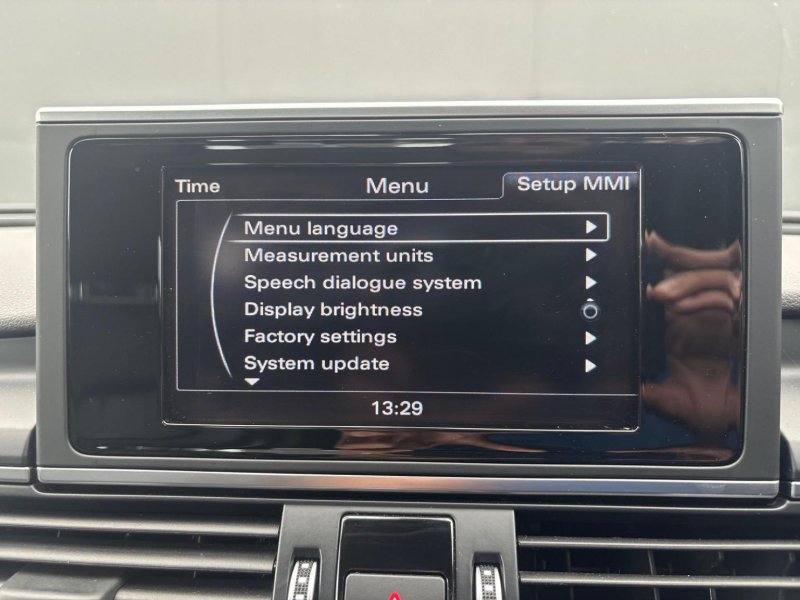 Time Menu Setup MMI
Menu language
Measurement units
Speech dialogue system
Display brightness
Factory settings
System update
13:29